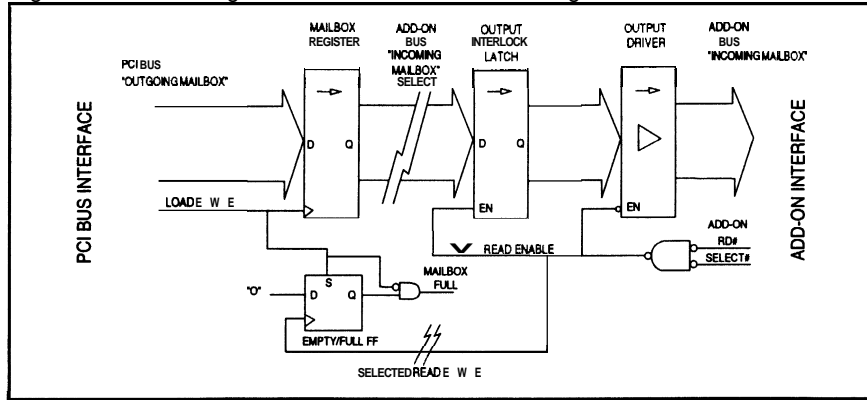 MAILBOX
REGISTER
ADD-ON
BUS
"INCOMING
MAILBOX"
SELECT
OUTPUT
INTERLOCK
LATCH
OUTPUT
DRIVER
ADD-ON
BUS
"INCOMING MAILBOX"
PCI BUS
"OUTGOING MAILBOX"
PCI BUS INTERFACE
D Q
D Q
ADD-ON INTERFACE
LOADE W E
EN
EN
READ ENABLE
ADD-ON
RD#
SELECT#
S
"O"
D Q
MAILBOX
FULL
EMPTY/FULL FF
SELECTED READE W E